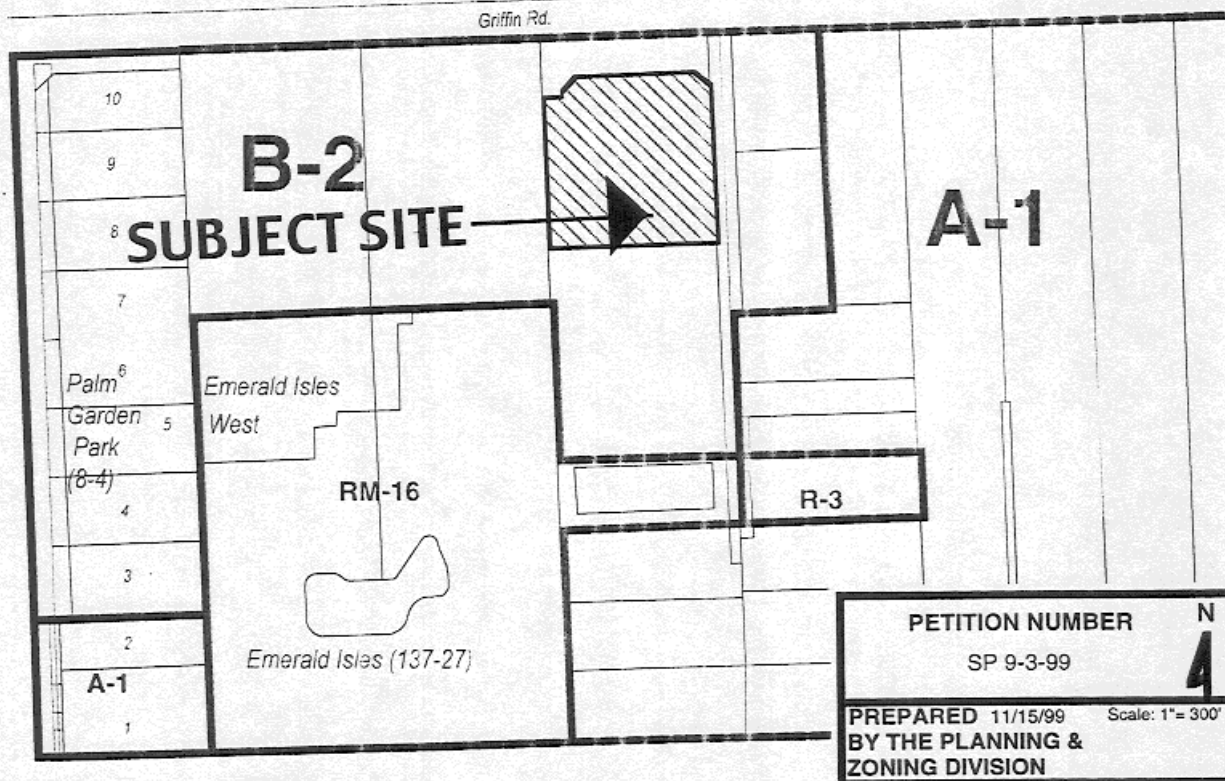 Griffin Rd.
10
9
B-2
8
SUBJECT SITE
A-1
7
Palm
6
Garden
5
Park
(8-4)
Emerald Isles
West
RM-16
R-3
4
3
2
A-1
1
Emerald Isles (137-27)
PETITION NUMBER
SP 9-3-99
N
PREPARED 11/15/99
Scale: 1"= 300'
BY THE PLANNING &
ZONING DIVISION